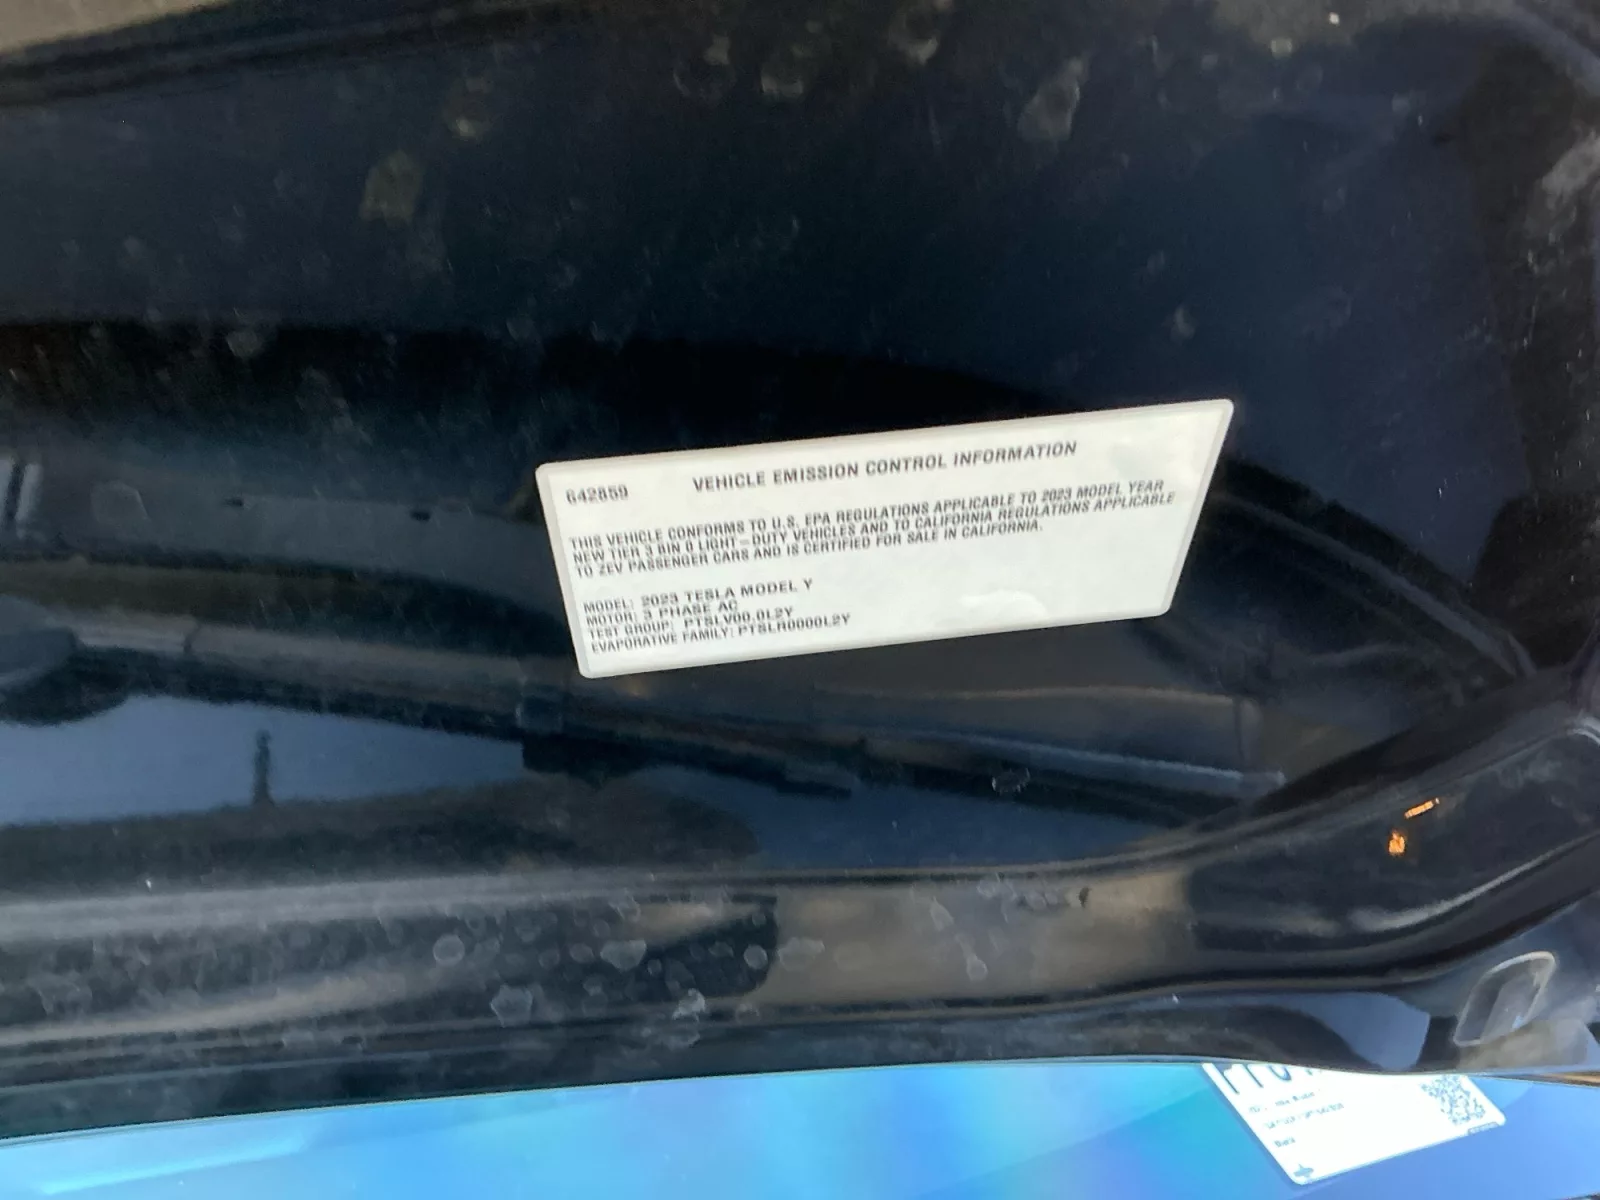 642859
VEHICLE EMISSION CONTROL INFORMATION
THIS VEHICLE CONFORMS TO U.S. EPA REGULATIONS APPLICABLE TO 2023 MODEL YEAR
NEW TIER 3 BIN 0 LIGHT-DUTY VEHICLES AND TO CALIFORNIA REGULATIONS APPLICABLE
TO ZEV PASSENGER CARS AND IS CERTIFIED FOR SALE IN CALIFORNIA.
MODEL: 2023 TESLA MODEL Y
MOTOR: 3 PHASE AC
TEST GROUP: PTSLV00.0L2Y
EVAPORATIVE FAMILY: PTSLR0000L2Y